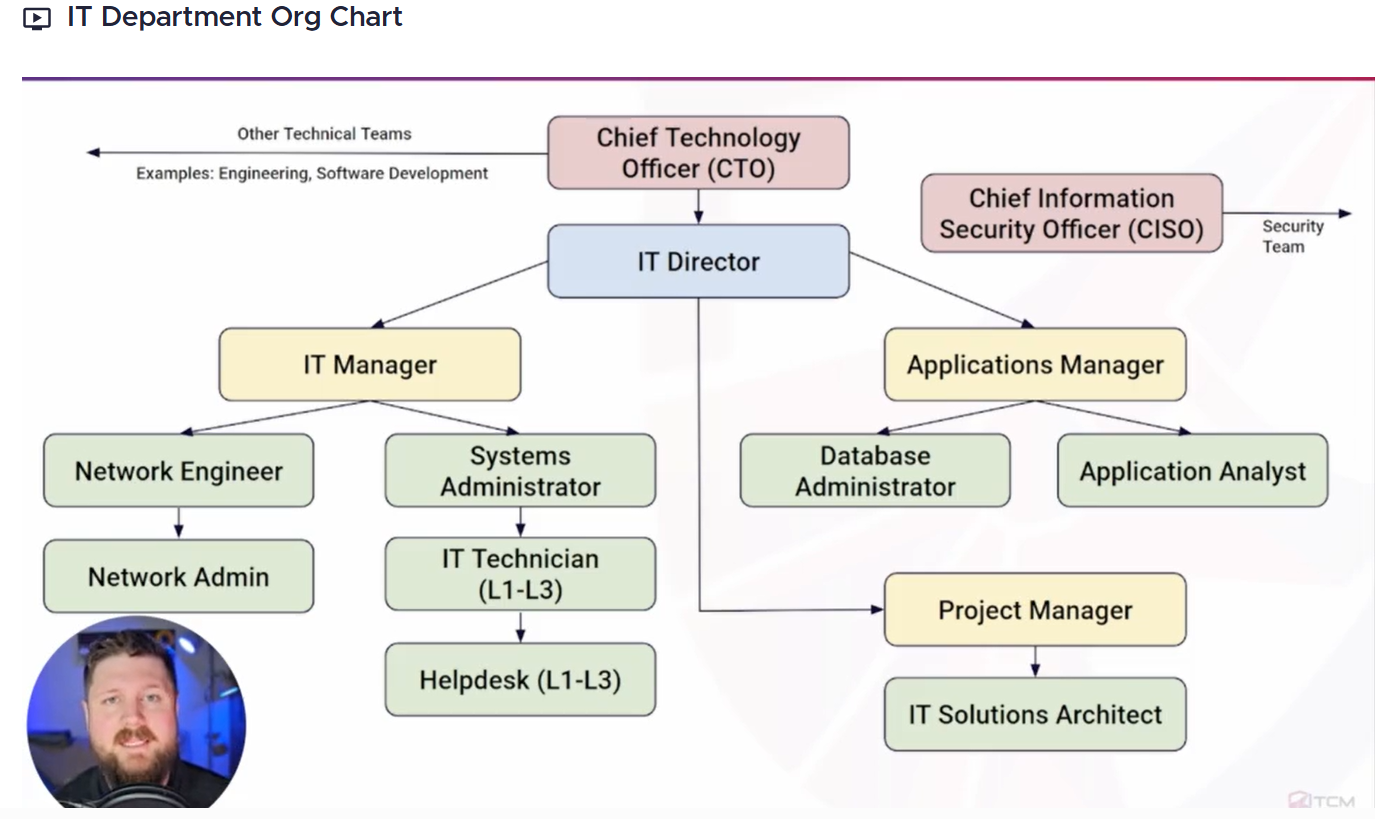 IT Department Org Chart
Other Technical Teams
Examples: Engineering, Software Development
Chief Technology
Officer (CTO)
Chief Information
Security Officer (CISO)
Security
Team
IT Director
IT Manager
Applications Manager
Network Engineer
Systems
Administrator
Database
Administrator
Application Analyst
Network Admin
IT Technician
(L1-L3)
Project Manager
Helpdesk (L1-L3)
IT Solutions Architect
TCM